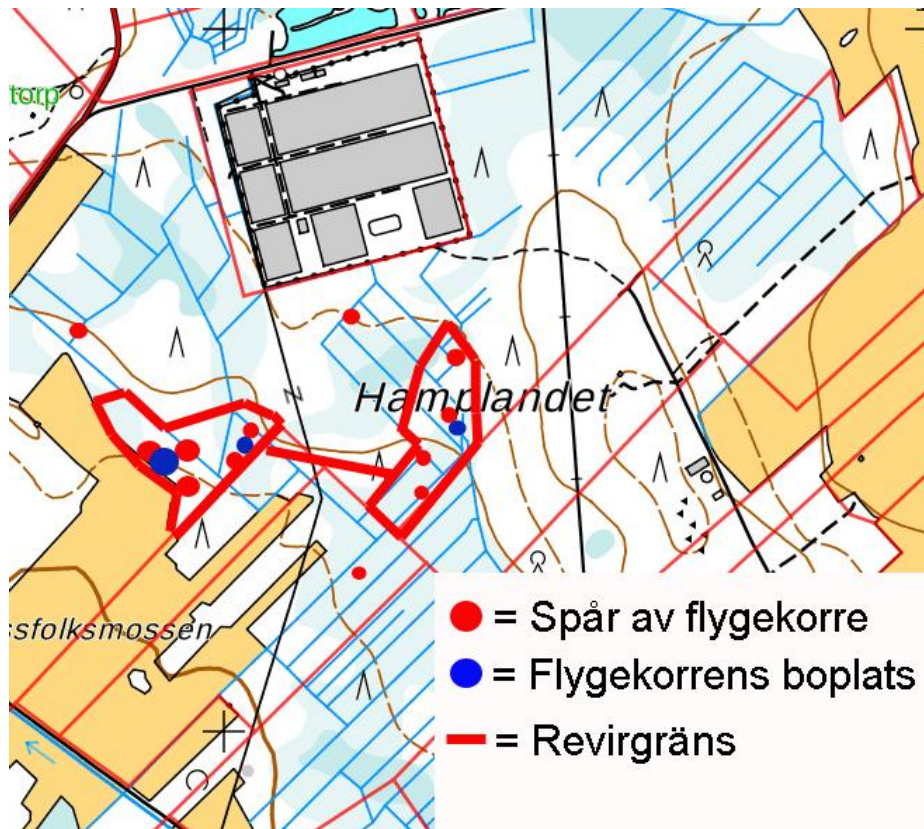 torp
Hamplandet
ssfolksmossen
= Spår av flygekorre
= Flygekorrens boplats
= Revirgräns